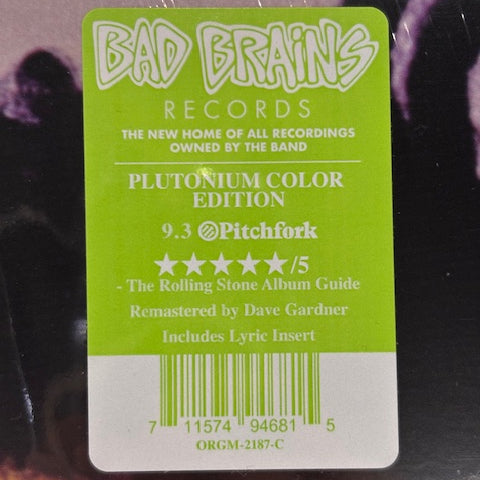 BAD BRAINS
RECORDS
THE NEW HOME OF ALL RECORDINGS
OWNED BY THE BAND
PLUTONIUM COLOR
EDITION
9.3 Pitchfork
★★★★★/5
- The Rolling Stone Album Guide
Remastered by Dave Gardner
Includes Lyric Insert
7 11574 94681 5
ORGM-2187-C